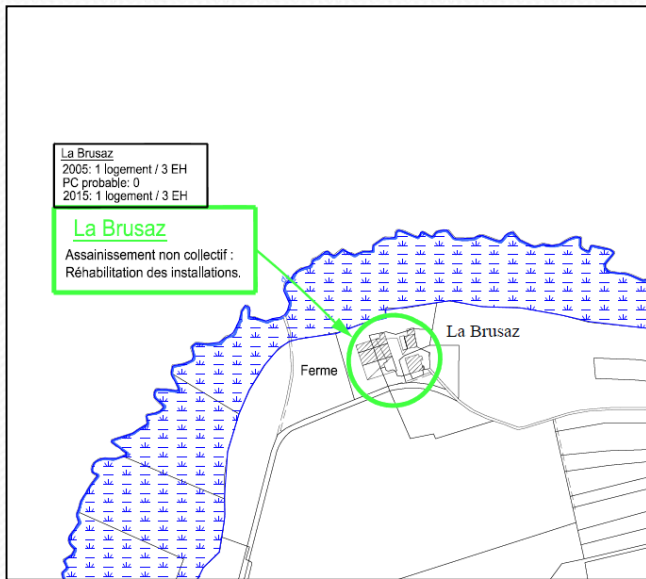 La Brusaz
2005: 1 logement / 3 EH
PC probable: 0
2015: 1 logement / 3 EH
La Brusaz
Assainissement non collectif :
Réhabilitation des installations.
La Brusaz
Ferme